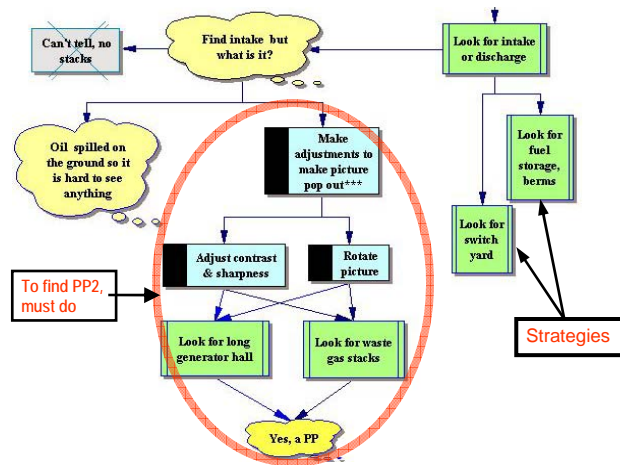 Can't tell, no
stacks
Find intake but
what is it?
Look for intake
or discharge
Oil spilled on
the ground so it
is hard to see
anything
Make
adjustments to
make picture
pop out***
Look for
fuel
storage,
berms
Look for
switch
yard
Adjust contrast
& sharpness
Rotate
picture
To find PP2,
must do
Strategies
Look for long
generator hall
Look for waste
gas stacks
Yes, a PP